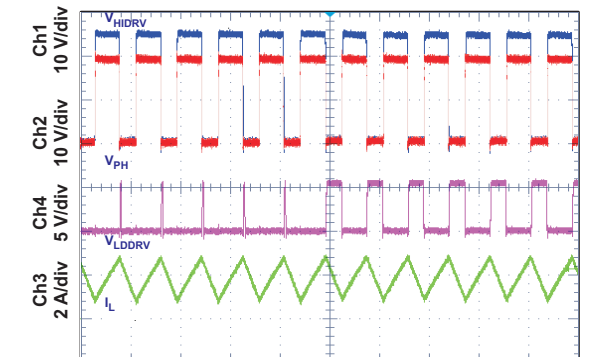 Ch1
10 V/div
V_HIDRV
Ch2
10 V/div
V_PH
Ch4
5 V/div
V_LDDRV
Ch3
2 A/div
I_L